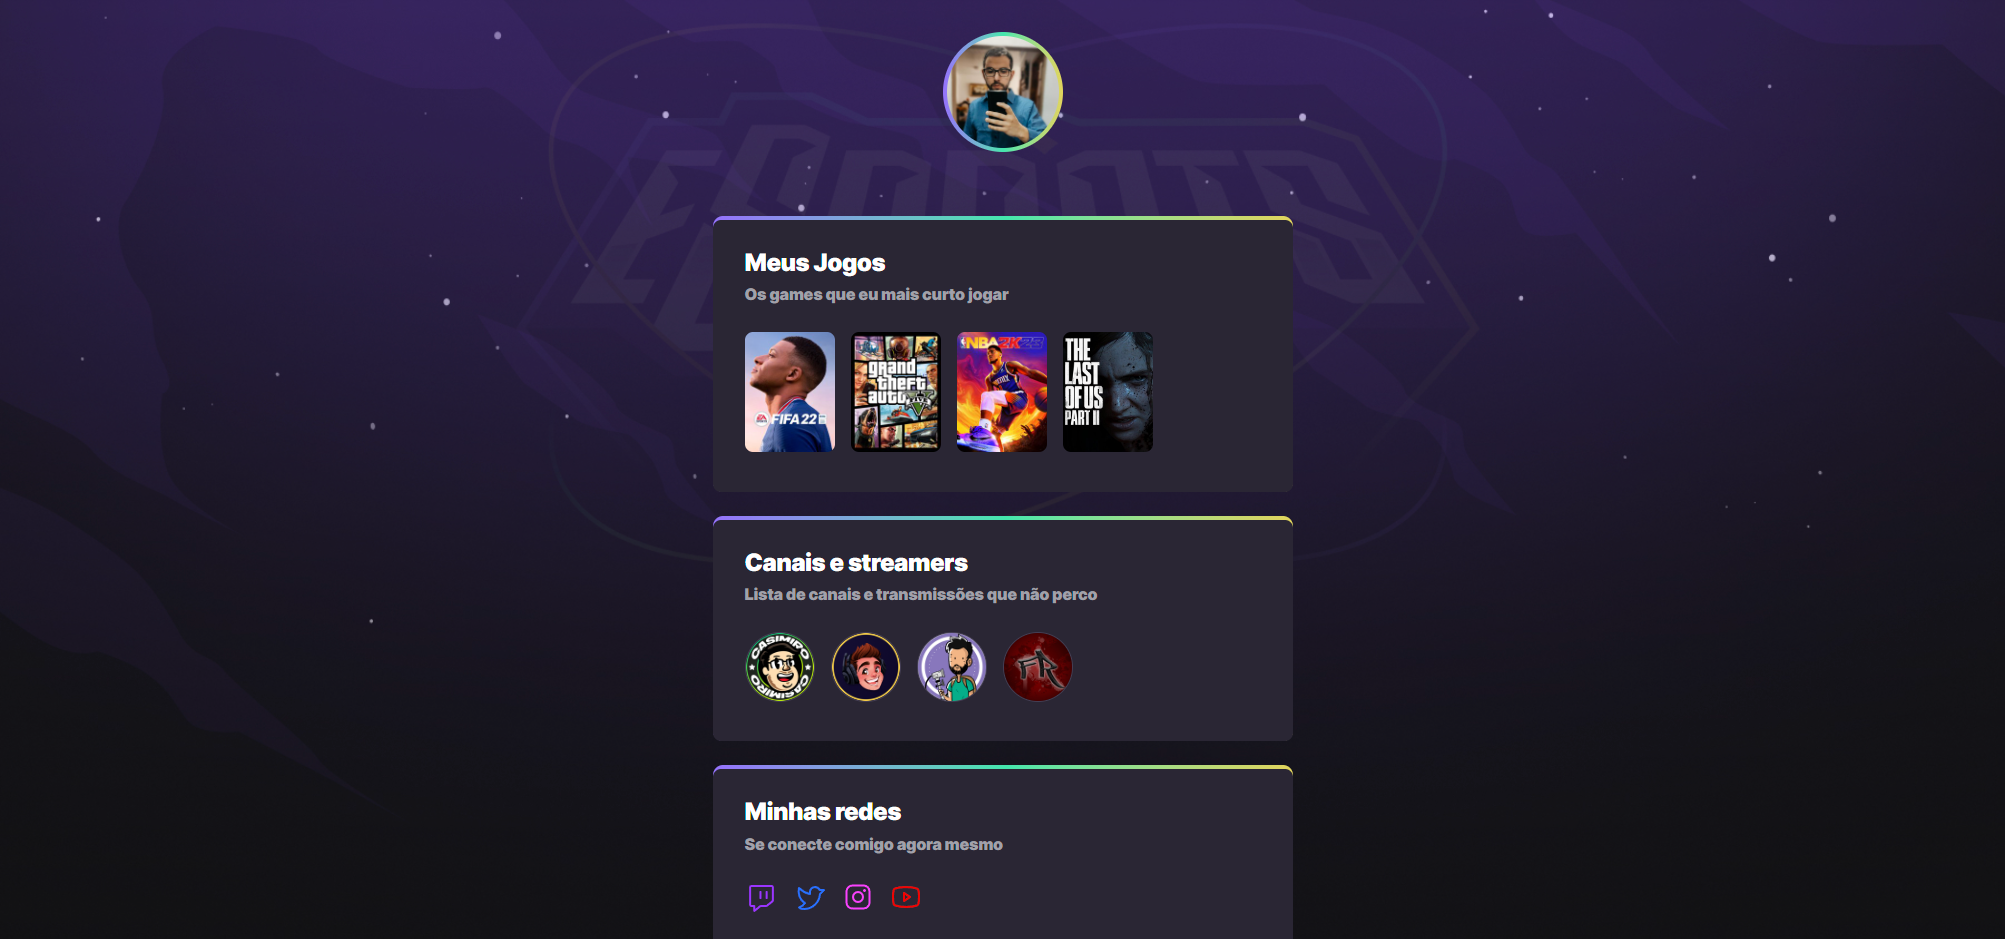 ESPORTS
Meus Jogos
Os games que eu mais curto jogar
FIFA 22
grand
theft
auto
V
NBA 2K23
THE
LAST
OF US
PART II
Canais e streamers
Lista de canais e transmissões que não perco
CASIMIRO
CASIMIRO
FR
Minhas redes
Se conecte comigo agora mesmo